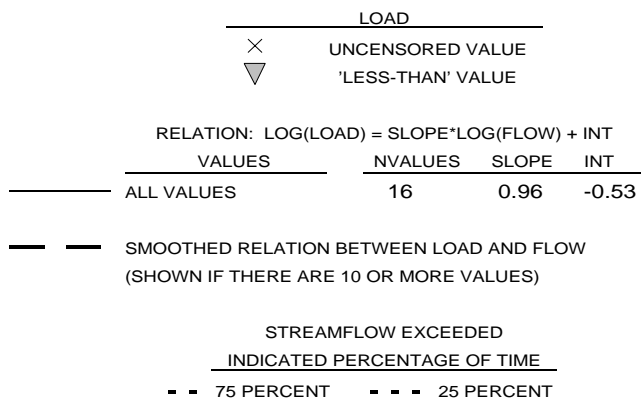 LOAD
UNCENSORED VALUE
'LESS-THAN' VALUE
RELATION: LOG(LOAD) = SLOPE*LOG(FLOW) + INT
VALUES NVALUES SLOPE INT
ALL VALUES 16 0.96 -0.53
SMOOTHED RELATION BETWEEN LOAD AND FLOW
(SHOWN IF THERE ARE 10 OR MORE VALUES)
STREAMFLOW EXCEEDED
INDICATED PERCENTAGE OF TIME
75 PERCENT 25 PERCENT